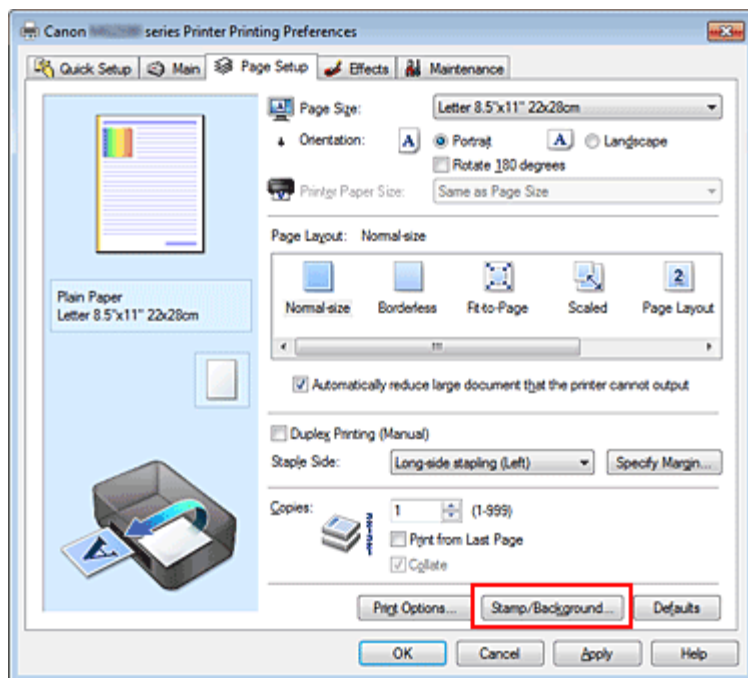 Canon series Printer Printing Preferences
Quick Setup Main Page Setup Effects Maintenance
Page Size: Letter 8.5"x11" 22x28cm
Orientation: A Portrait A Landscape
Rotate 180 degrees
Printer Paper Size: Same as Page Size
Page Layout: Normal-size
2
Normal-size Borderless Fit-to-Page Scaled Page Layout
Plain Paper
Letter 8.5"x11" 22x28cm
Automatically reduce large document that the printer cannot output
Duplex Printing (Manual)
Staple Side: Long-side stapling (Left) Specify Margin...
Copies: 1 (1-999)
Print from Last Page
Collate
A
Print Options... Stamp/Background... Defaults
OK Cancel Apply Help